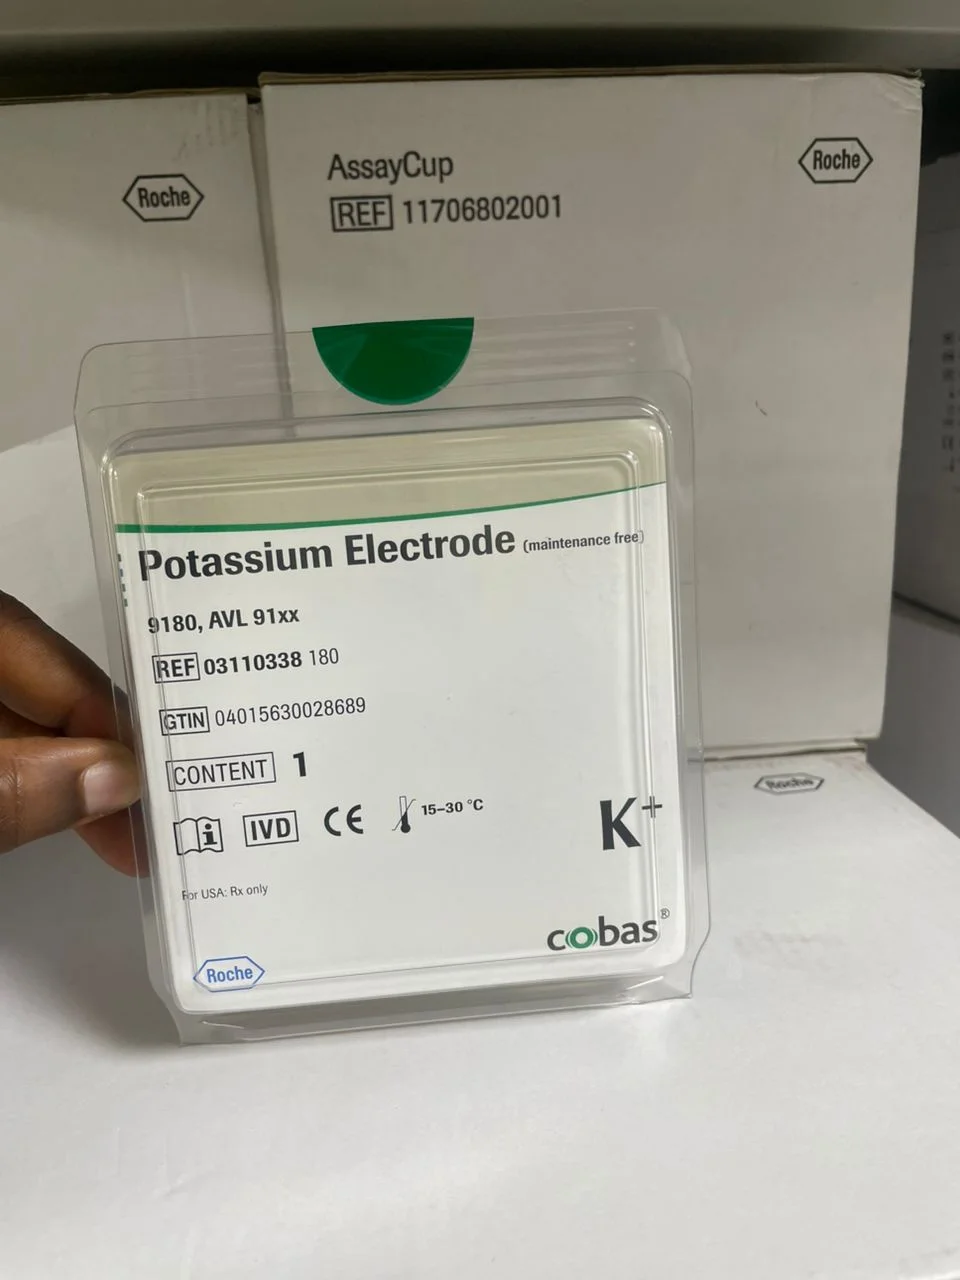 Roche
AssayCup
REF 11706802001
Roche
Potassium Electrode (maintenance free)
9180, AVL 91xx
REF 03110338 180
GTIN 04015630028689
CONTENT 1
i IVD CE 15–30 °C
K+
For USA: Rx only
cobas®
Roche
Roche